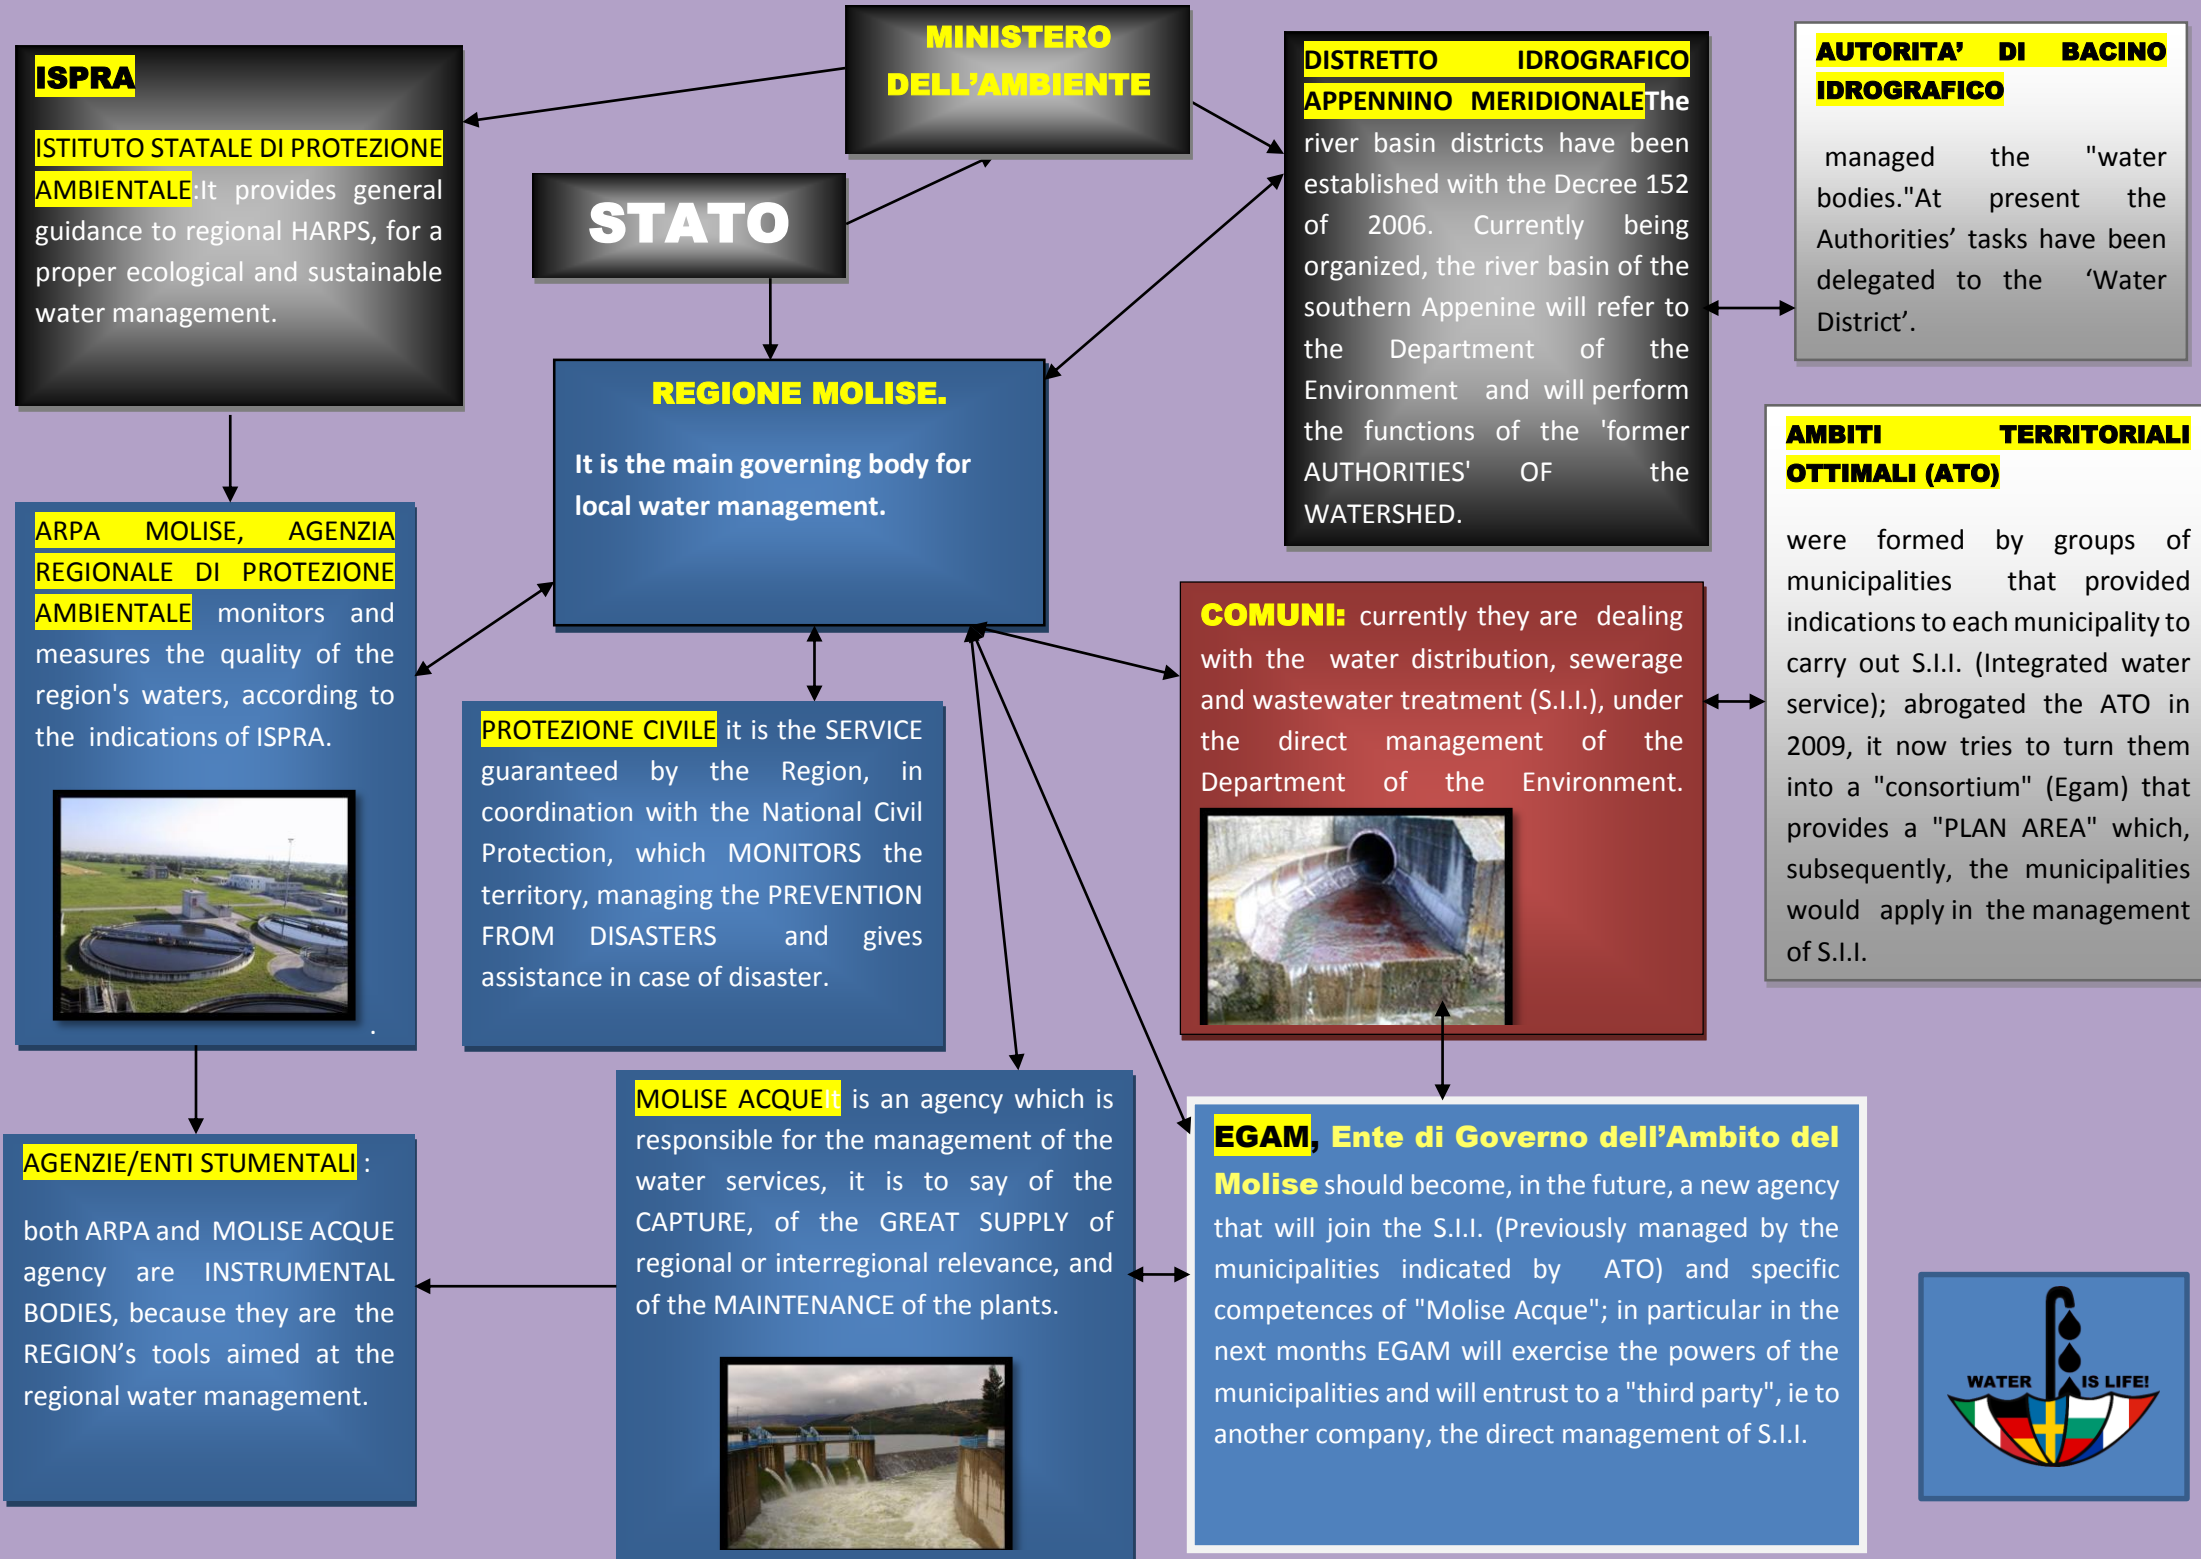 MINISTERO
DELL'AMBIENTE
STATO
ISPRA
ISTITUTO STATALE DI PROTEZIONE
AMBIENTALE:It provides general
guidance to regional HARPS, for a
proper ecological and sustainable
water management.
DISTRETTO IDROGRAFICO
APPENNINO MERIDIONALEThe
river basin districts have been
established with the Decree 152
of 2006. Currently being
organized, the river basin of the
southern Appenine will refer to
the Department of the
Environment and will perform
the functions of the 'former
AUTHORITIES' OF the
WATERSHED.
AUTORITA' DI BACINO
IDROGRAFICO
managed the "water
bodies."At present the
Authorities' tasks have been
delegated to the 'Water
District'.
REGIONE MOLISE.
It is the main governing body for
local water management.
AMBITI TERRITORIALI
OTTIMALI (ATO)
were formed by groups of
municipalities that provided
indications to each municipality to
carry out S.I.I. (Integrated water
service); abrogated the ATO in
2009, it now tries to turn them
into a "consortium" (Egam) that
provides a "PLAN AREA" which,
subsequently, the municipalities
would apply in the management
of S.I.I.
ARPA MOLISE, AGENZIA
REGIONALE DI PROTEZIONE
AMBIENTALE monitors and
measures the quality of the
region's waters, according to
the indications of ISPRA.
.
PROTEZIONE CIVILE it is the SERVICE
guaranteed by the Region, in
coordination with the National Civil
Protection, which MONITORS the
territory, managing the PREVENTION
FROM DISASTERS and gives
assistance in case of disaster.
COMUNI: currently they are dealing
with the water distribution, sewerage
and wastewater treatment (S.I.I.), under
the direct management of the
Department of the Environment.
AGENZIE/ENTI STUMENTALI :
both ARPA and MOLISE ACQUE
agency are INSTRUMENTAL
BODIES, because they are the
REGION's tools aimed at the
regional water management.
MOLISE ACQUEIt is an agency which is
responsible for the management of the
water services, it is to say of the
CAPTURE, of the GREAT SUPPLY of
regional or interregional relevance, and
of the MAINTENANCE of the plants.
EGAM, Ente di Governo dell'Ambito del
Molise should become, in the future, a new agency
that will join the S.I.I. (Previously managed by the
municipalities indicated by ATO) and specific
competences of "Molise Acque"; in particular in the
next months EGAM will exercise the powers of the
municipalities and will entrust to a "third party", ie to
another company, the direct management of S.I.I.
WATER IS LIFE!